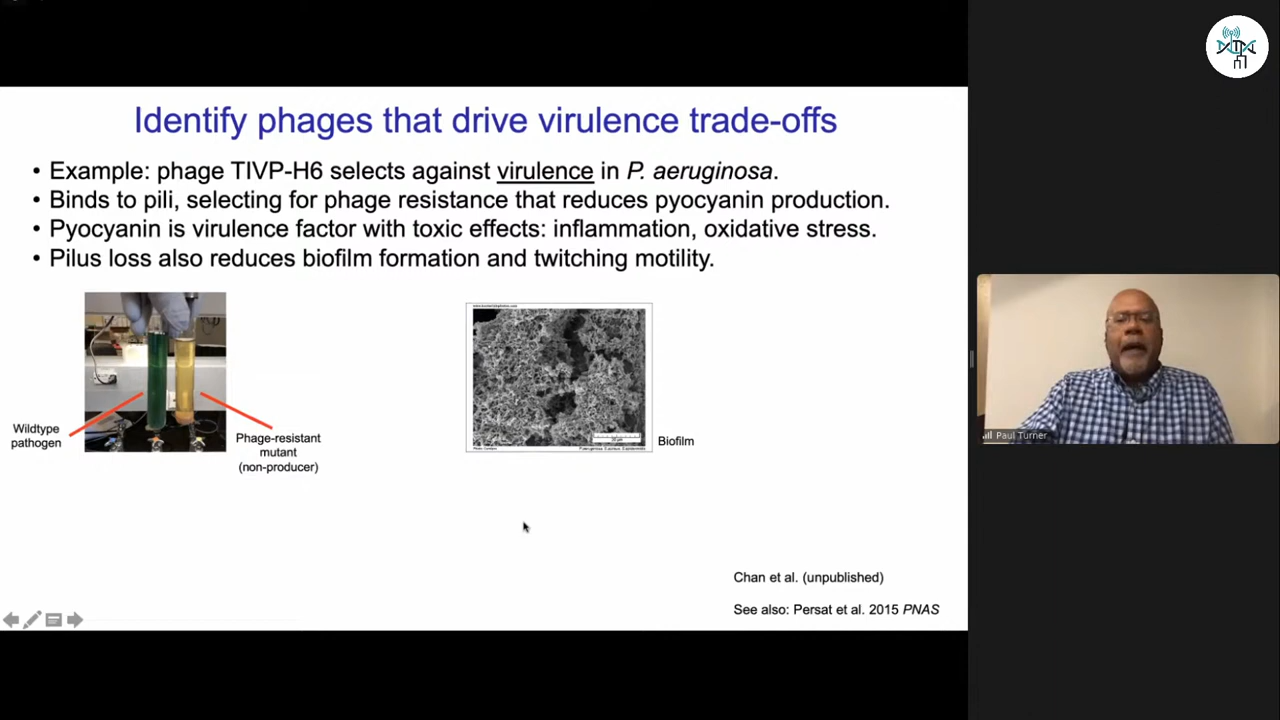 Identify phages that drive virulence trade-offs
• Example: phage TIVP-H6 selects against virulence in P. aeruginosa.
• Binds to pili, selecting for phage resistance that reduces pyocyanin production.
• Pyocyanin is virulence factor with toxic effects: inflammation, oxidative stress.
• Pilus loss also reduces biofilm formation and twitching motility.
Wildtype
pathogen
Phage-resistant
mutant
(non-producer)
Biofilm
Chan et al. (unpublished)
See also: Persat et al. 2015 PNAS
Paul Turner